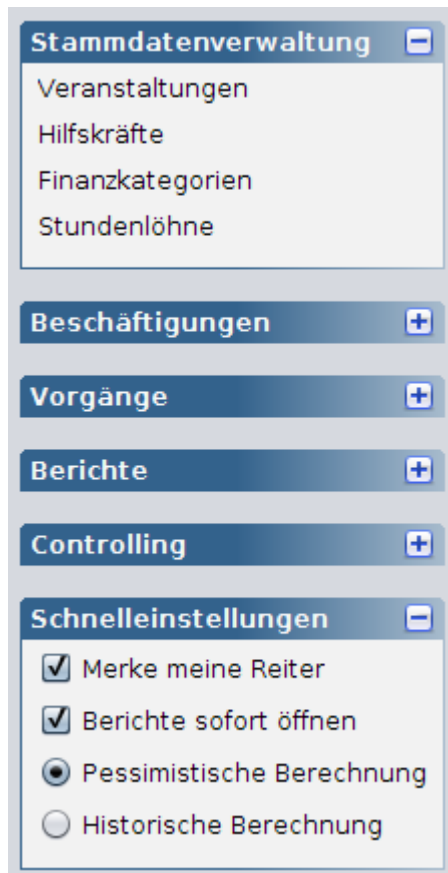 Stammdatenverwaltung
Veranstaltungen
Hilfskräfte
Finanzkategorien
Stundenlöhne
Beschäftigungen
Vorgänge
Berichte
Controlling
Schnelleinstellungen
Merke meine Reiter
Berichte sofort öffnen
Pessimistische Berechnung
Historische Berechnung